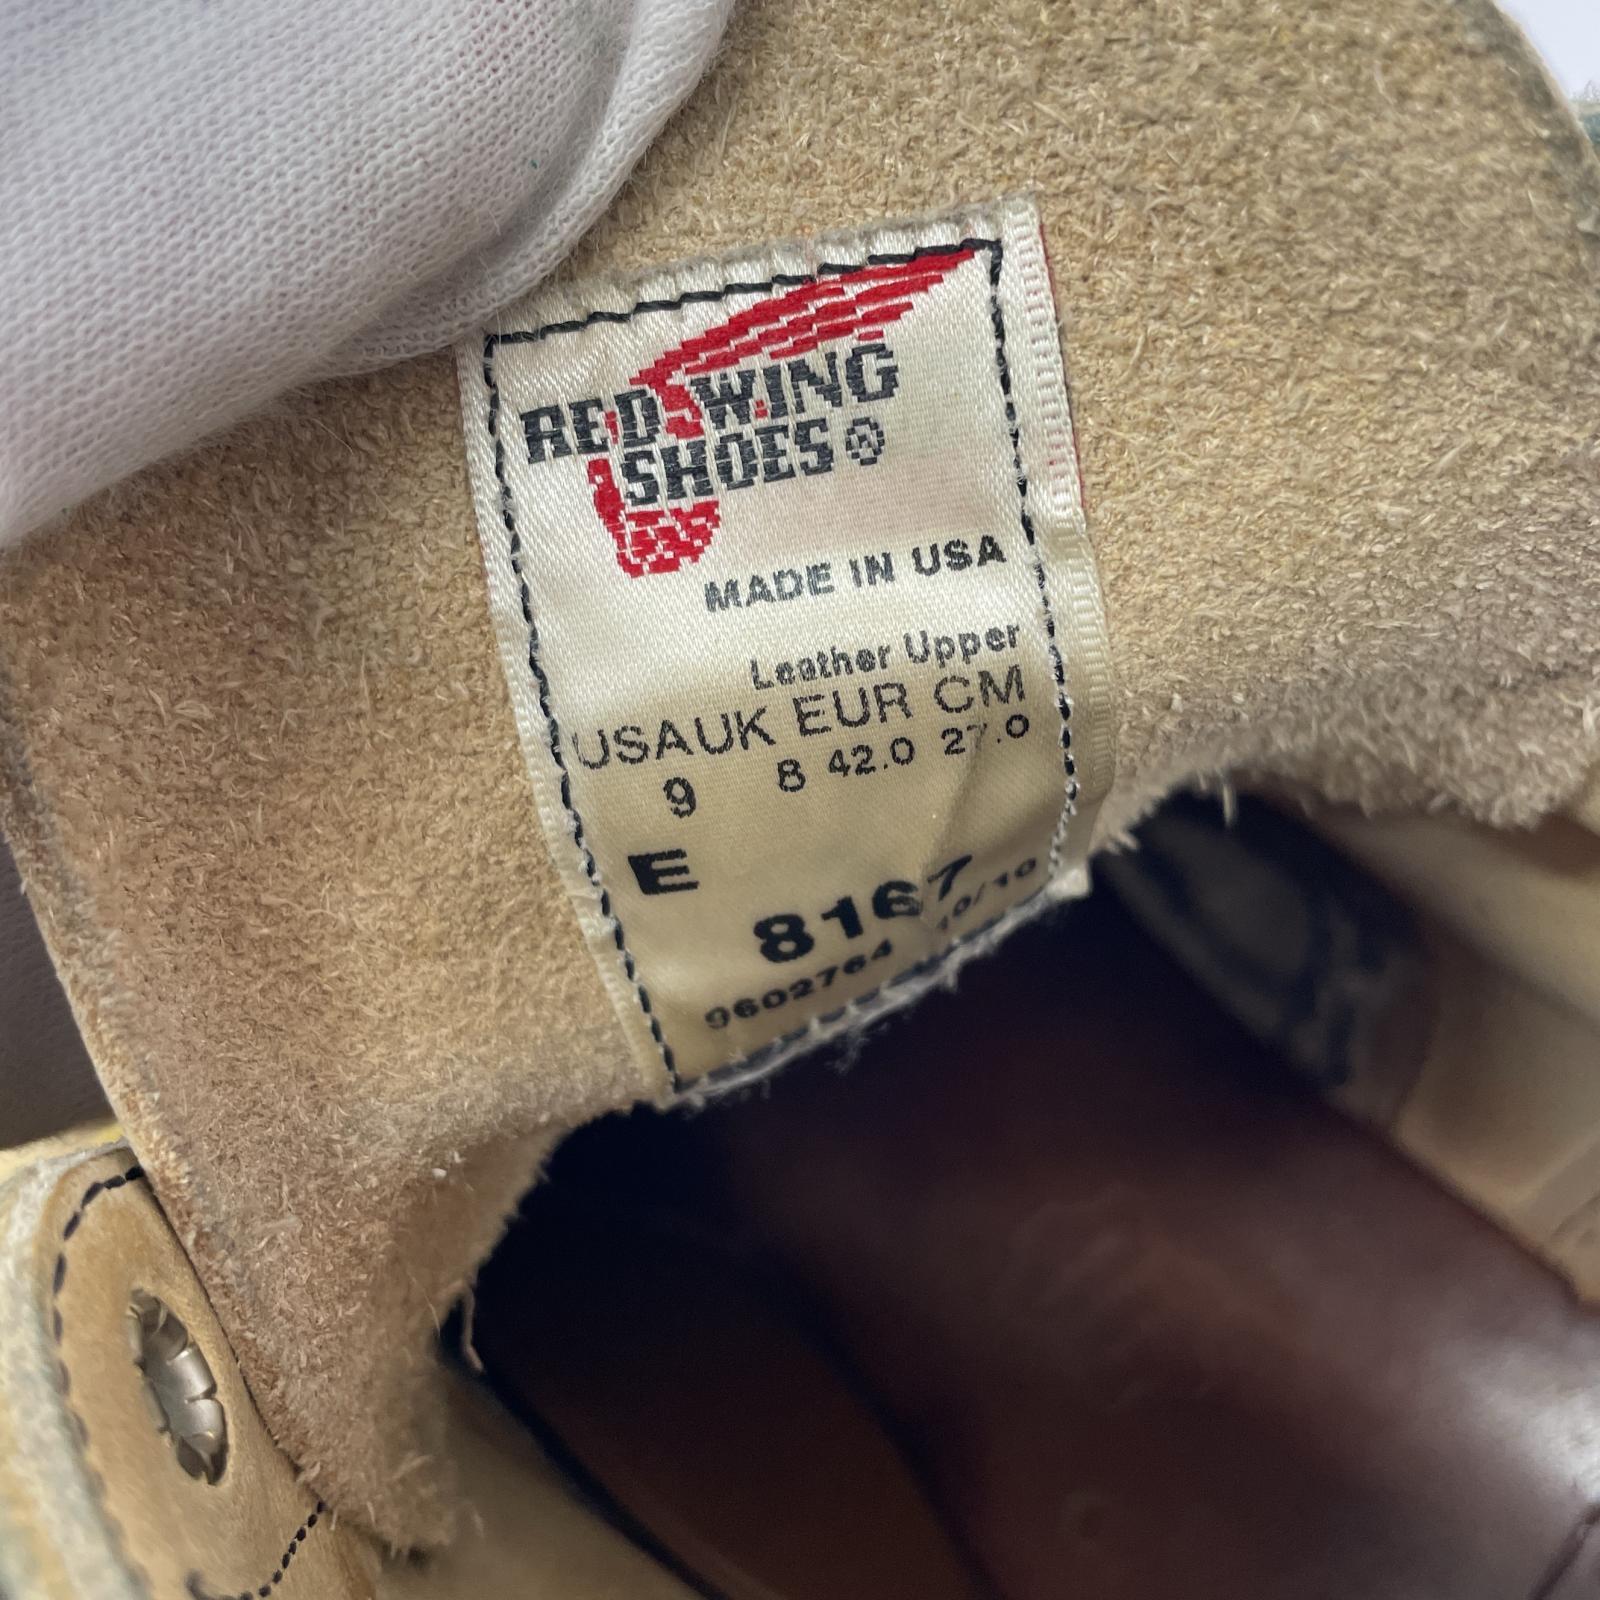 RED WING
SHOES®
MADE IN USA
Leather Upper
USA UK EUR CM
9 8 42.0 27.0
E
8167
9602764 10/10